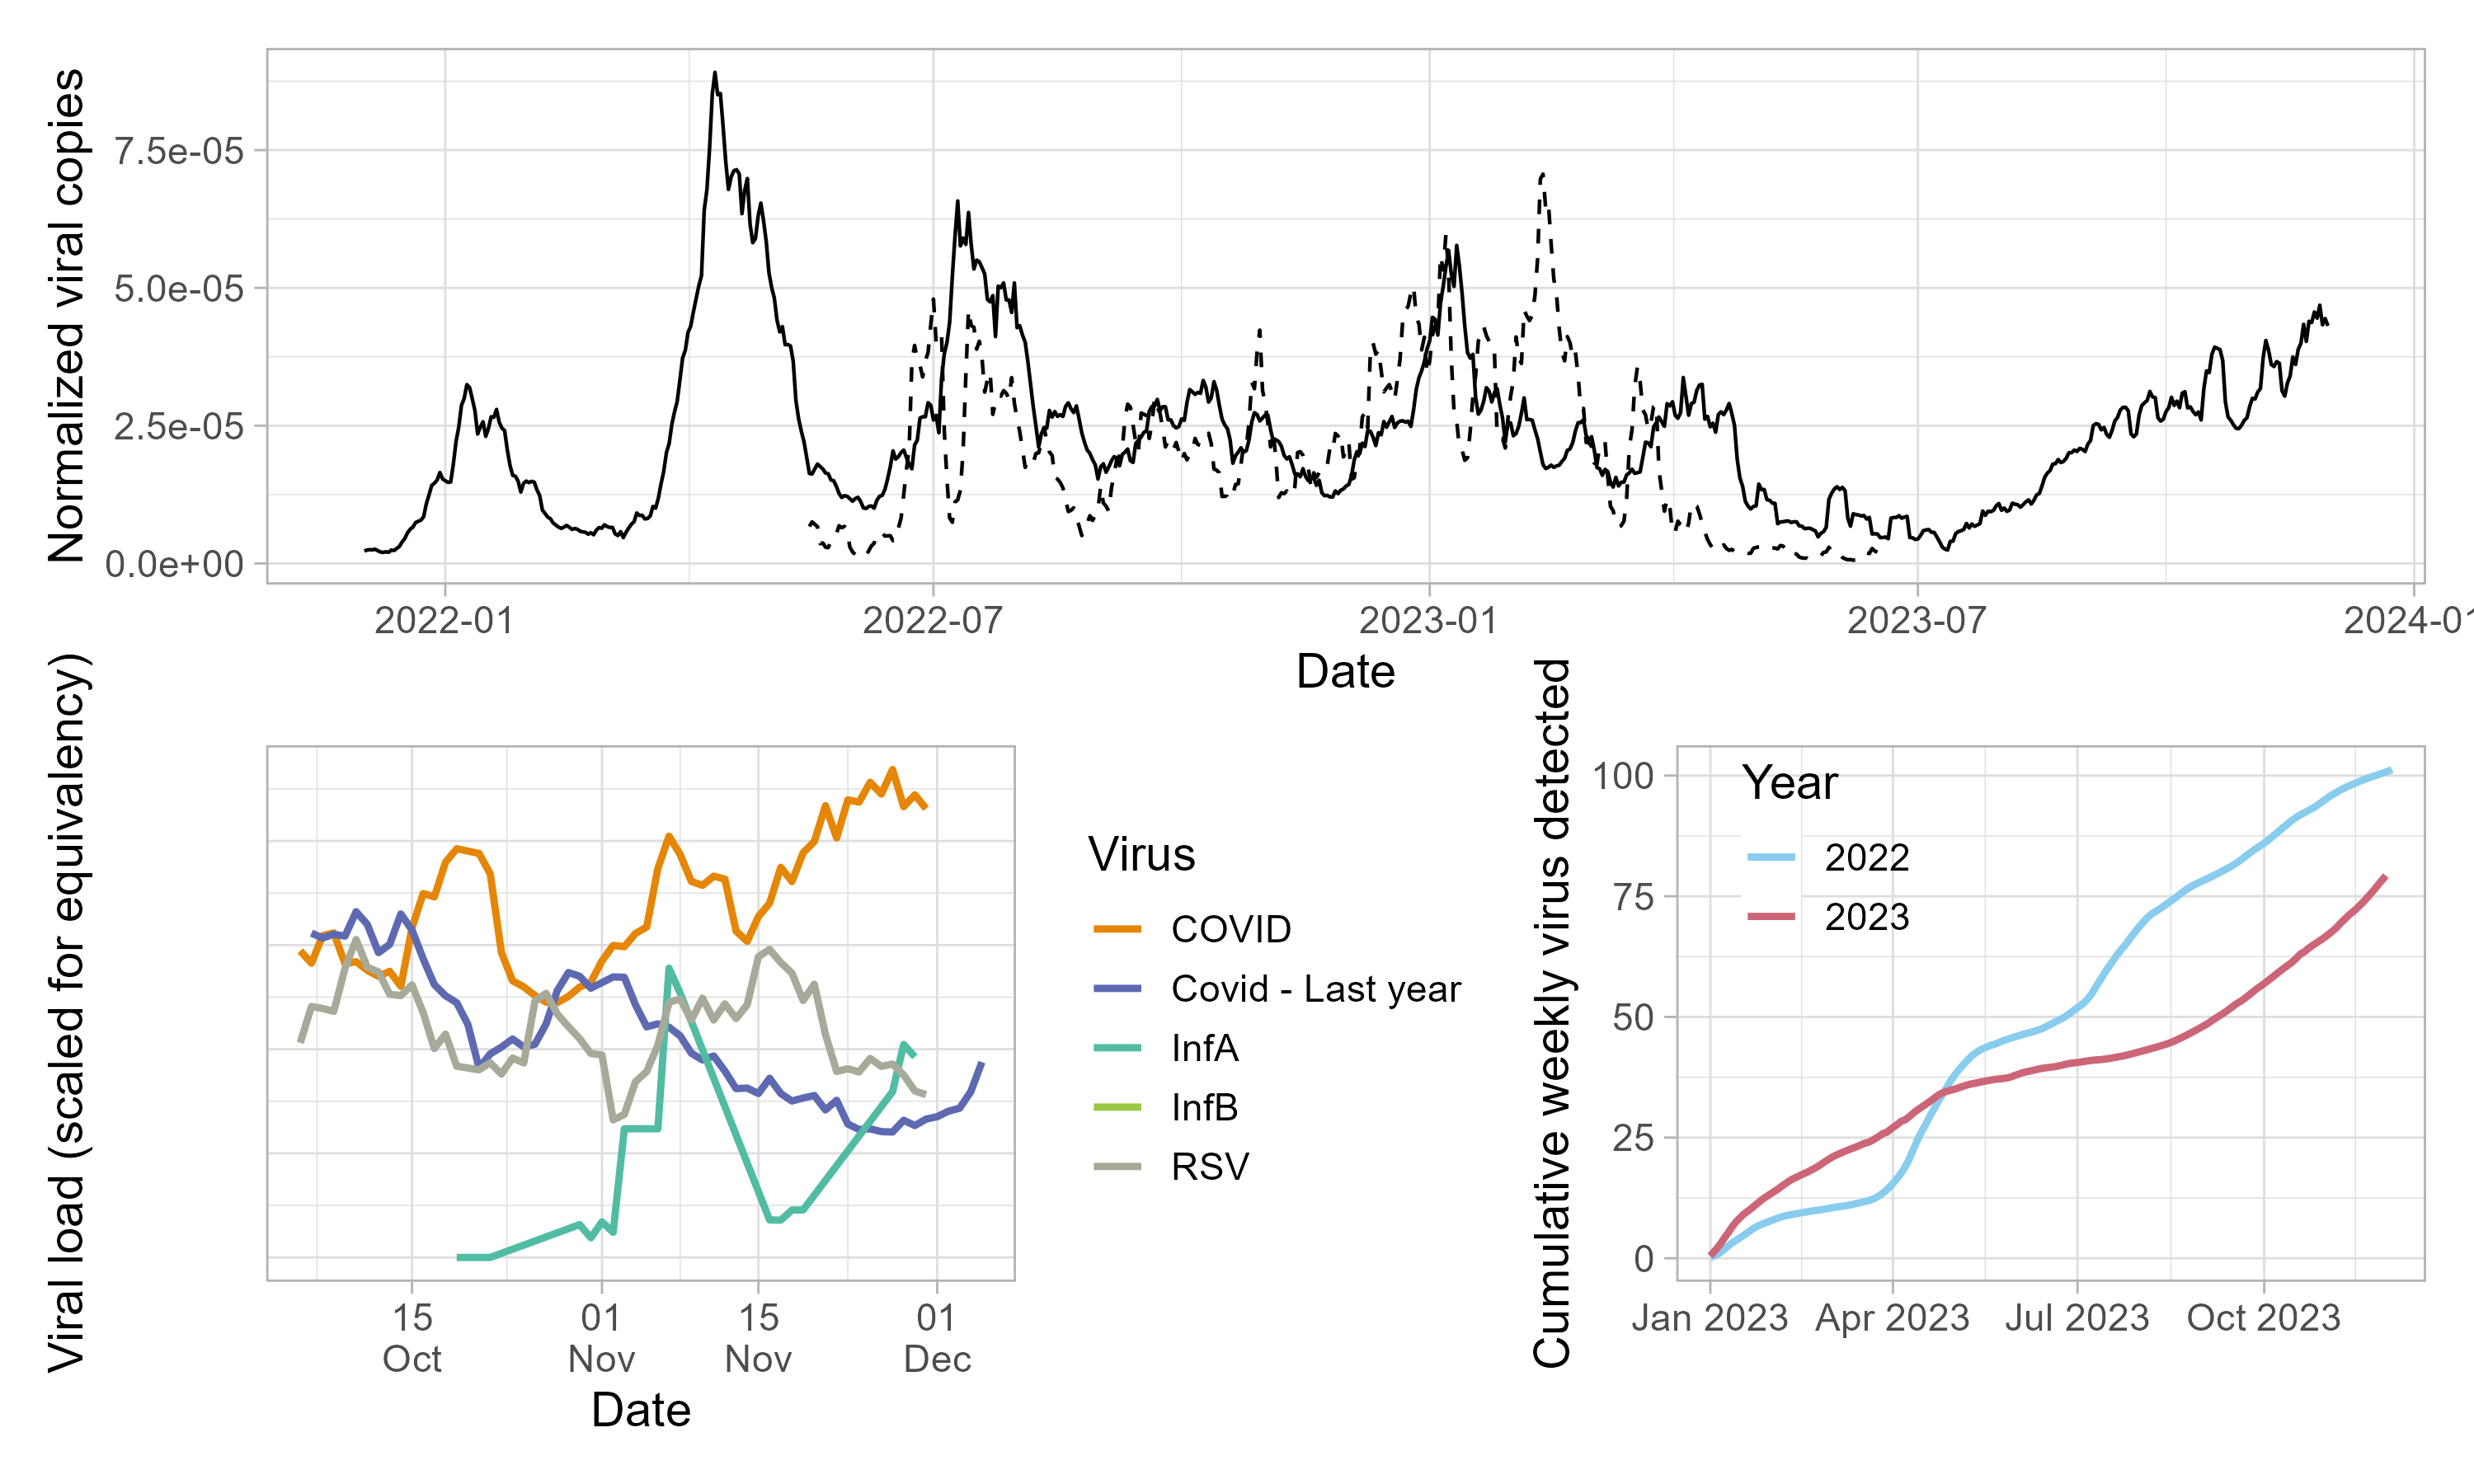 Normalized viral copies
7.5e-05
5.0e-05
2.5e-05
0.0e+00
2022-01
2022-07
2023-01
2023-07
2024-01
Date
Viral load (scaled for equivalency)
15
Oct
01
Nov
15
Nov
01
Dec
Date
Virus
COVID
Covid - Last year
InfA
InfB
RSV
Cumulative weekly virus detected
100
75
50
25
0
Year
2022
2023
Jan 2023
Apr 2023
Jul 2023
Oct 2023